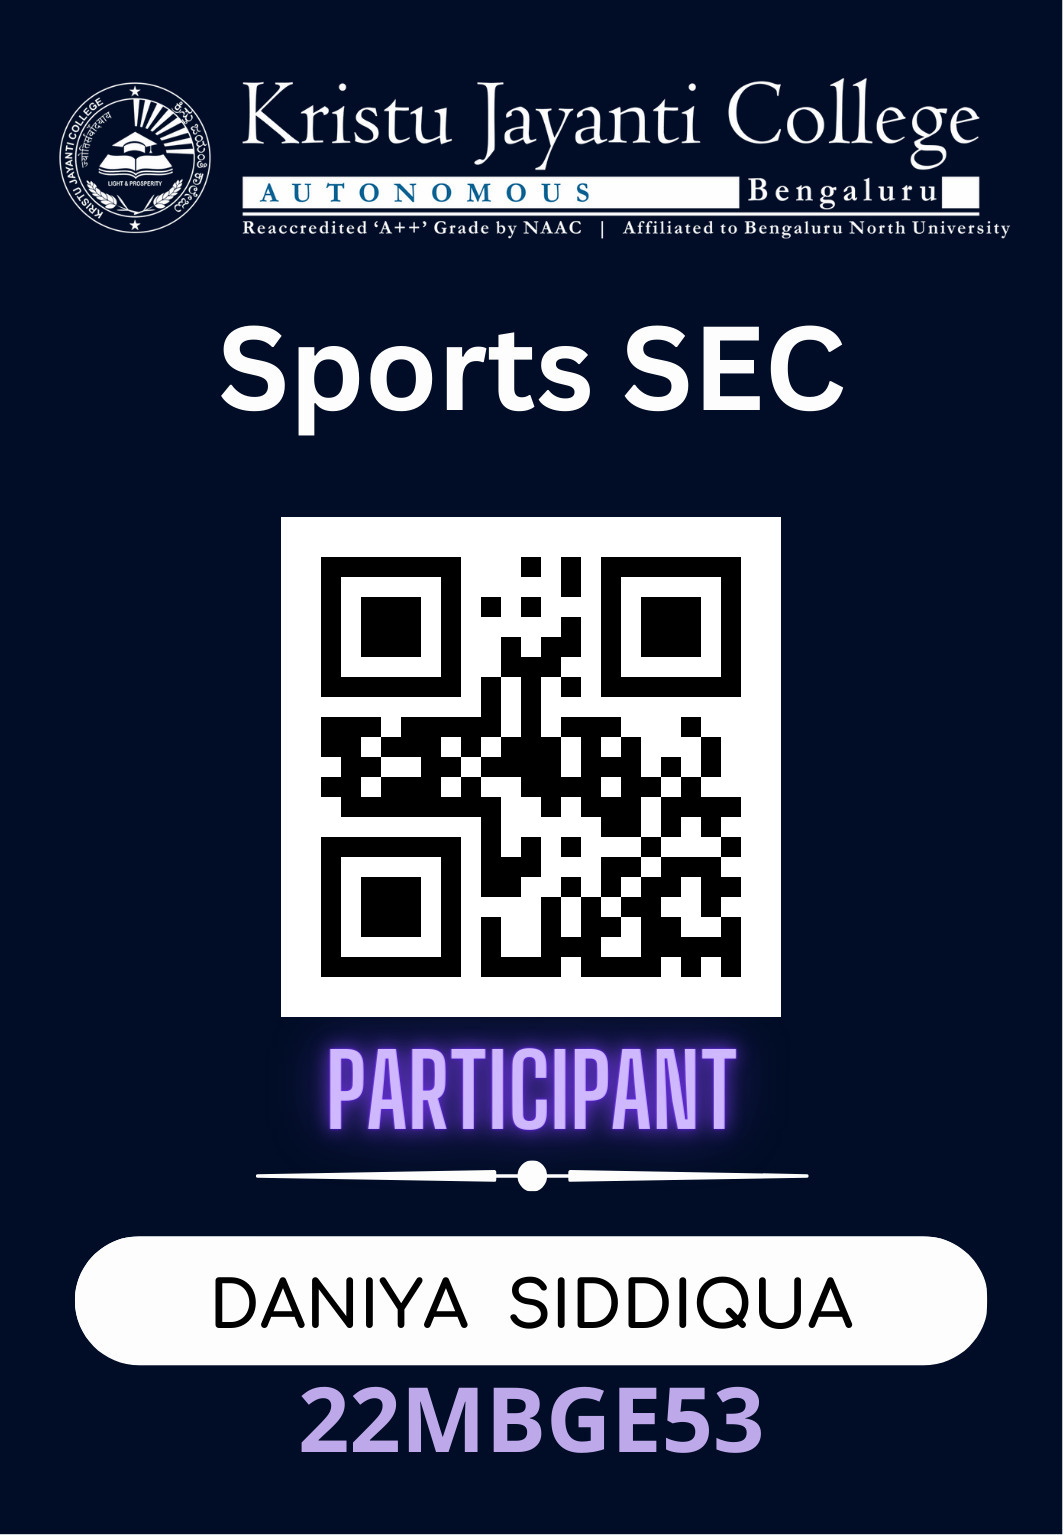 Kristu Jayanti College
AUTONOMOUS Bengaluru
Reaccredited ‘A++’ Grade by NAAC | Affiliated to Bengaluru North University
KRISTU JAYANTI COLLEGE
LIGHT & PROSPERITY
Sports SEC
PARTICIPANT
DANIYA SIDDIQUA
22MBGE53